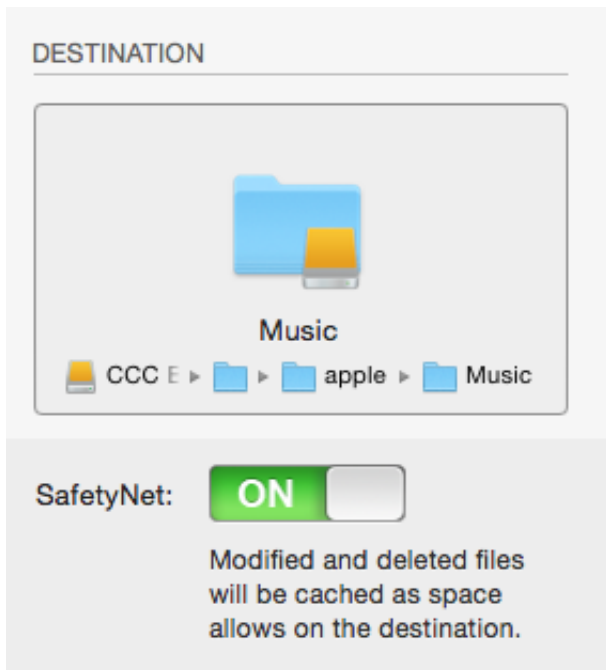 DESTINATION
Music
CCC apple Music
SafetyNet: ON
Modified and deleted files
will be cached as space
allows on the destination.